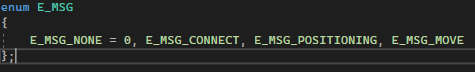 enum E_MSG
{
    E_MSG_NONE = 0, E_MSG_CONNECT, E_MSG_POSITIONING, E_MSG_MOVE
};